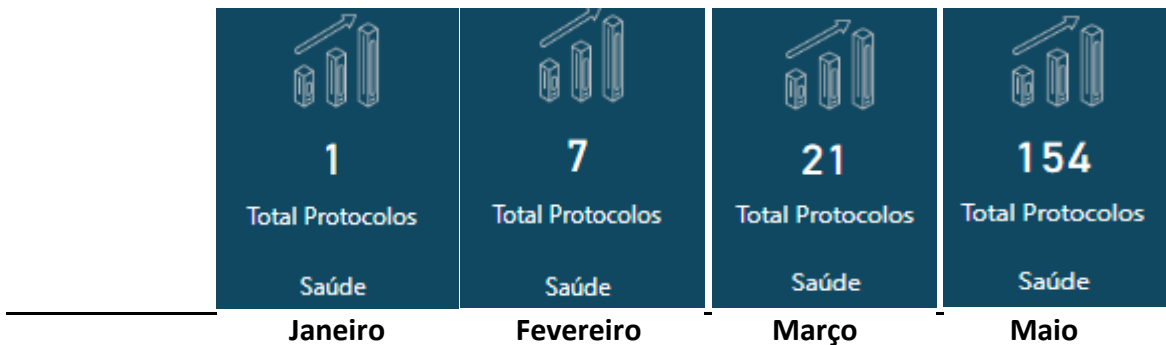 1
Total Protocolos
Saúde
Janeiro
7
Total Protocolos
Saúde
Fevereiro
21
Total Protocolos
Saúde
Março
154
Total Protocolos
Saúde
Maio